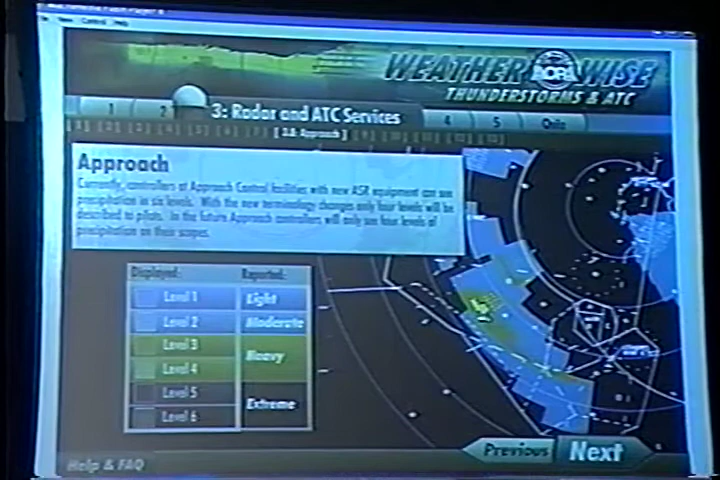 View Control Help
WEATHER AOPA WISE
THUNDERSTORMS & ATC
1 2 3: Radar and ATC Services 4 5 Quiz
[ 3.8: Approach ]
Approach
Currently, controllers at Approach Control facilities with new ASR equipment can see
precipitation in six levels. With the new terminology changes only four levels will be
described to pilots. In the future Approach controllers will only see four levels of
precipitation on their scopes.
Displayed: Reported:
Level 1 Light
Level 2 Moderate
Level 3
Heavy
Level 4
Level 5
Extreme
Level 6
Previous Next
Help & FAQ